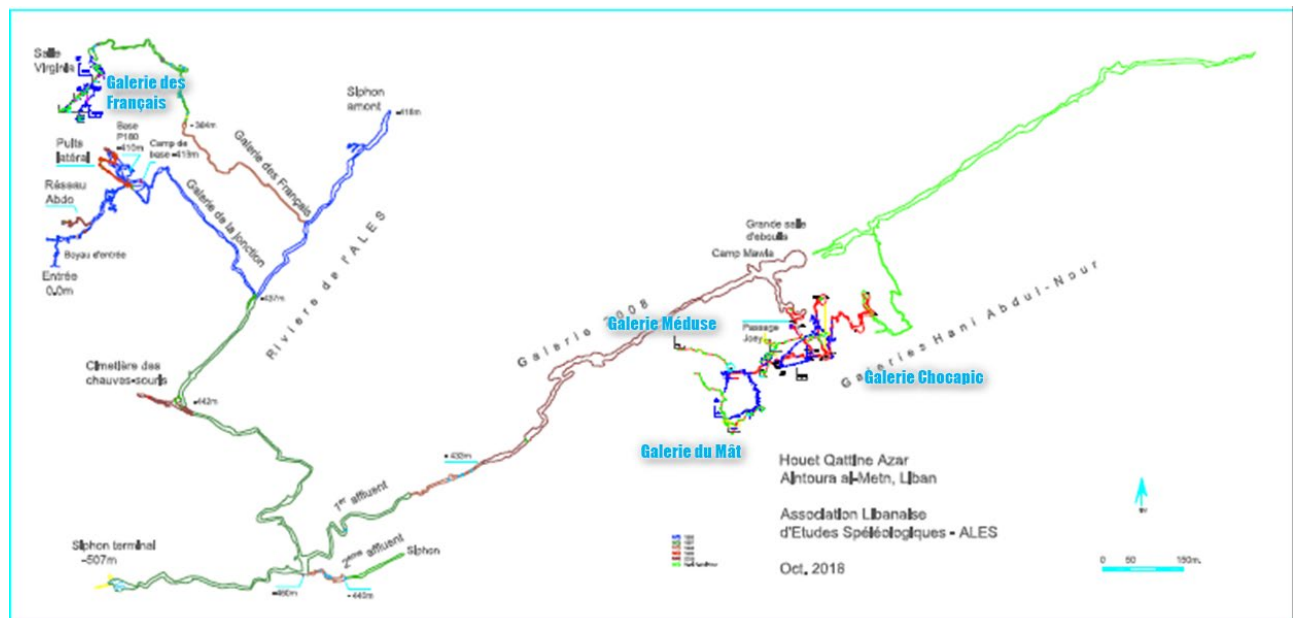 Salle
Virginie
Galerie des
Français
Siphon
amont
-418m
-384m
Base
P180
-410m
Camp de
base -418m
Puits
latéral
Galerie des Français
Réseau
Abdo
Galerie de la jonction
Boyau d'entrée
Entrée
0.0m
-437m
Rivière de l'ALES
Grande salle
d'éboulis
Camp Mawla
Galerie 2008
Galerie Méduse
Passage
Joey
Galeries Hani Abdul-Nour
Galerie Chocapic
Cimetière des
chauves-souris
-442m
Galerie du Mât
-432m
1er affluent
Houet Qattine Azar
Aintoura al-Metn, Liban
Association Libanaise
d'Etudes Spéléologiques - ALES
Oct. 2018
2ème affluent
Siphon
Siphon terminal
-507m
-440m
0 50 150m.